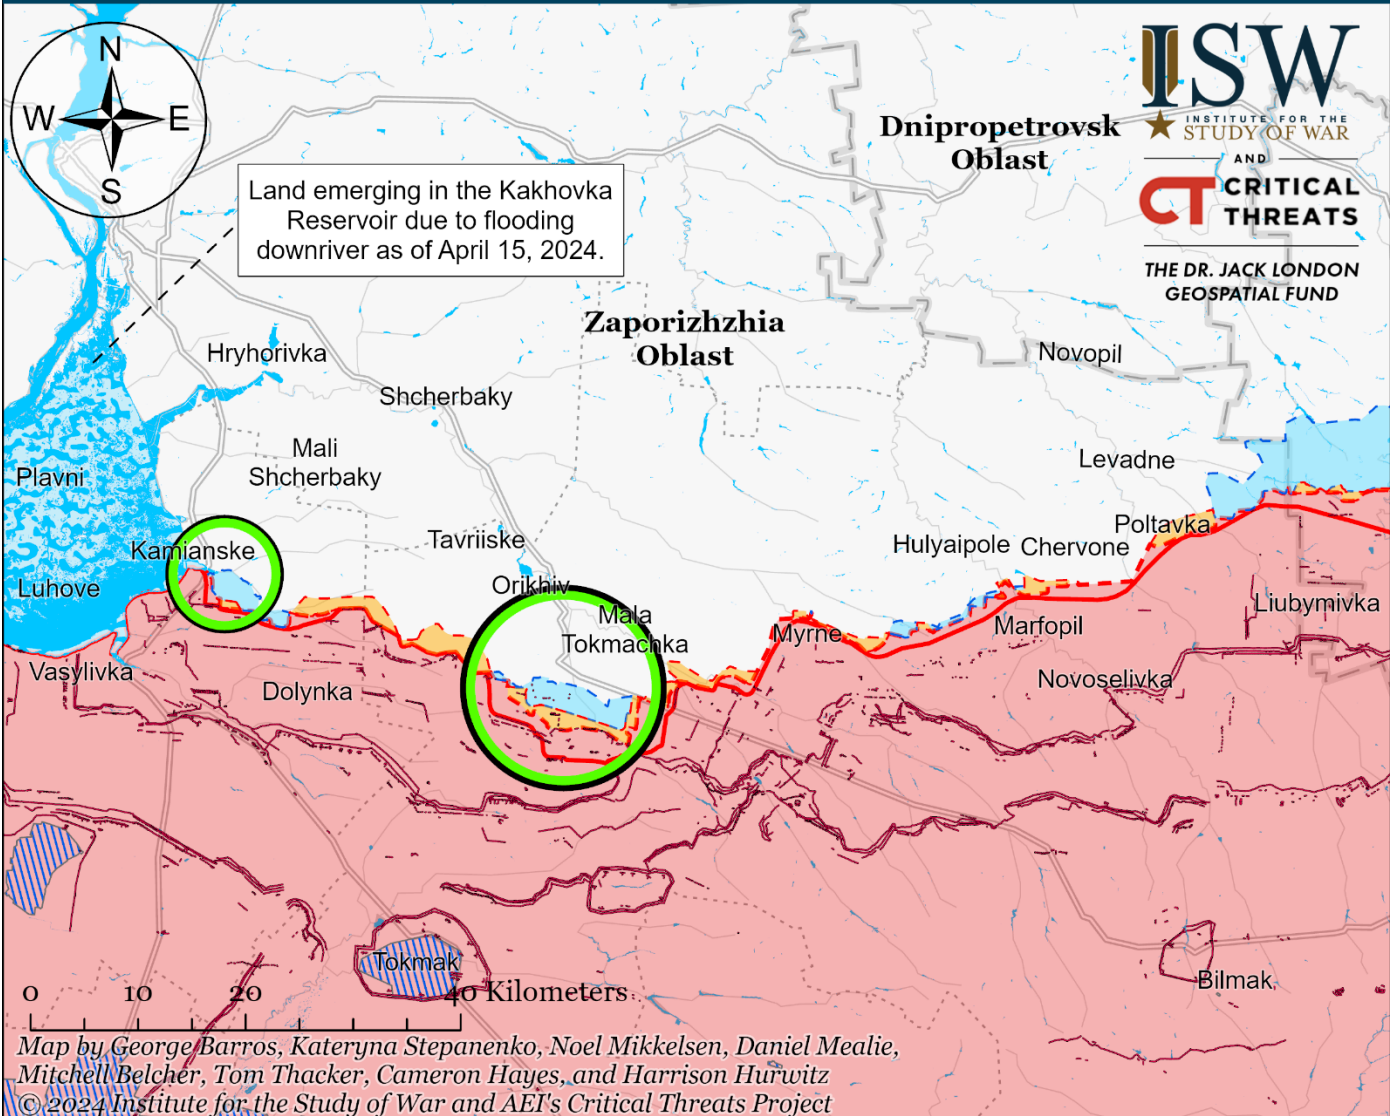 N
W
E
S
ISW
INSTITUTE FOR THE
STUDY OF WAR
AND
CT CRITICAL
THREATS
THE DR. JACK LONDON
GEOSPATIAL FUND
Dnipropetrovsk
Oblast
Land emerging in the Kakhovka
Reservoir due to flooding
downriver as of April 15, 2024.
Zaporizhzhia
Oblast
Hryhorivka
Novopil
Shcherbaky
Mali
Shcherbaky
Levadne
Plavni
Poltavka
Tavriiske
Hulyaipole
Chervone
Kamianske
Orikhiv
Luhove
Mala
Tokmachka
Liubymivka
Myrne
Marfopil
Vasylivka
Dolynka
Novoselivka
Tokmak
Bilmak
0 10 20 40 Kilometers
Map by George Barros, Kateryna Stepanenko, Noel Mikkelsen, Daniel Mealie,
Mitchell Belcher, Tom Thacker, Cameron Hayes, and Harrison Hurwitz
© 2024 Institute for the Study of War and AEI's Critical Threats Project